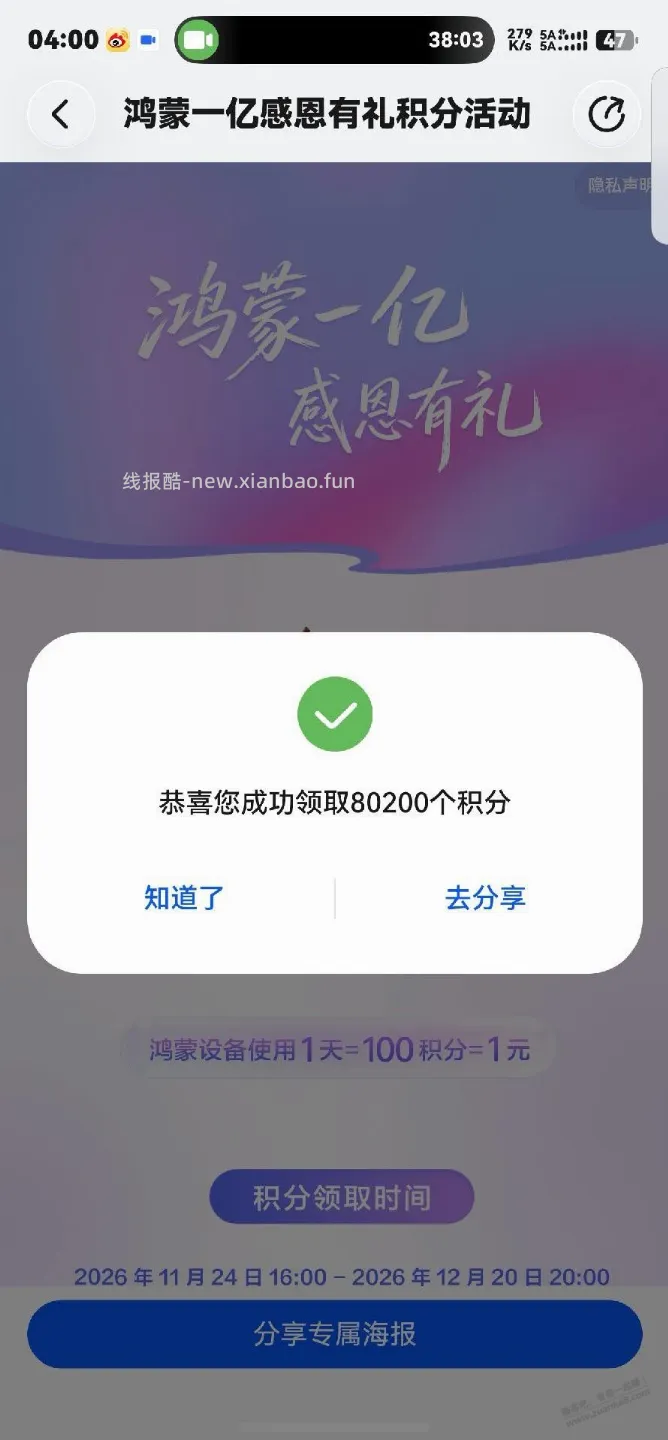 04:00
38:03
279 K/s 5A 5A 47
鸿蒙一亿感恩有礼积分活动
隐私声明
鸿蒙一亿
感恩有礼
线报酷-new.xianbao.fun
恭喜您成功领取80200个积分
知道了 去分享
鸿蒙设备使用1天=100积分=1元
积分领取时间
2026年11月24日16:00 - 2026年12月20日20:00
分享专属海报